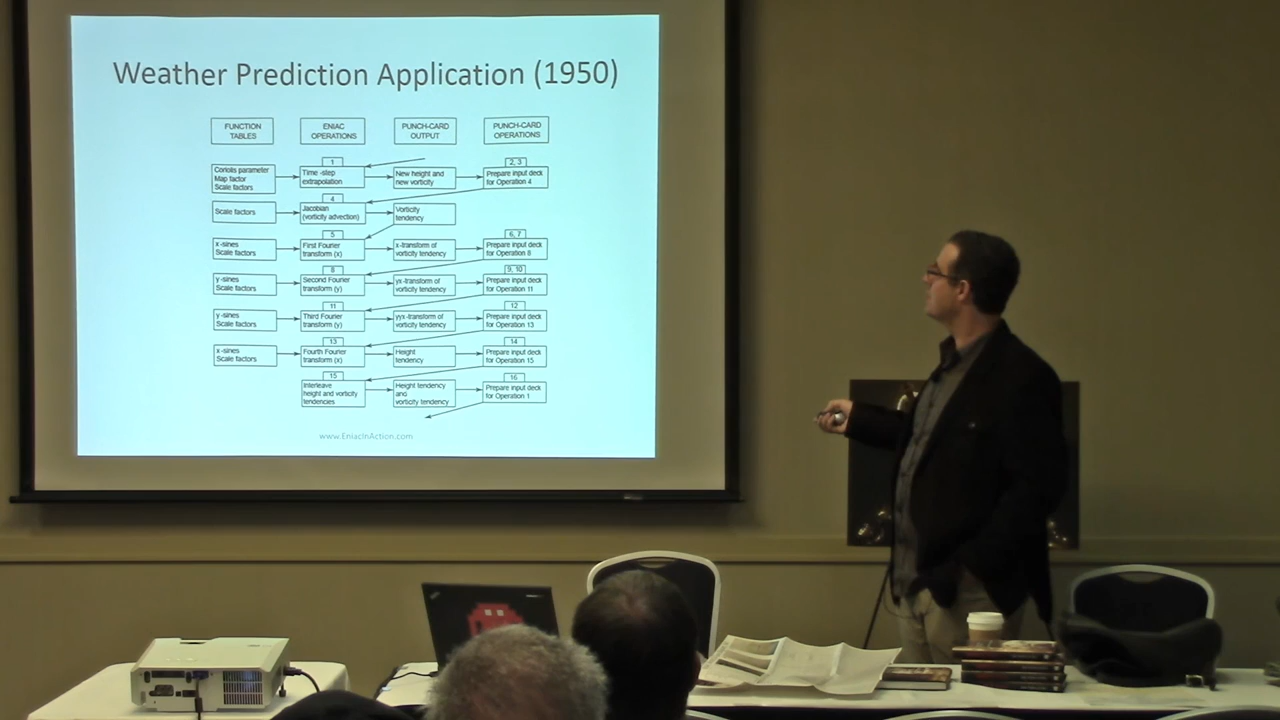 Weather Prediction Application (1950)
FUNCTION
TABLES
ENIAC
OPERATIONS
PUNCH-CARD
OUTPUT
PUNCH-CARD
OPERATIONS
1
2, 3
Coriolis parameter
Map factor
Scale factors
Time -step
extrapolation
New height and
new vorticity
Prepare input deck
for Operation 4
4
Scale factors
Jacobian
(vorticity advection)
Vorticity
tendency
5
6, 7
x -sines
Scale factors
First Fourier
transform (x)
x-transform of
vorticity tendency
Prepare input deck
for Operation 8
8
9, 10
y -sines
Scale factors
Second Fourier
transform (y)
yx-transform of
vorticity tendency
Prepare input deck
for Operation 11
11
12
y -sines
Scale factors
Third Fourier
transform (y)
yyx -transform of
vorticity tendency
Prepare input deck
for Operation 13
13
14
x -sines
Scale factors
Fourth Fourier
transform (x)
Height
tendency
Prepare input deck
for Operation 15
15
16
Interleave
height and vorticity
tendencies
Height tendency
and
vorticity tendency
Prepare input deck
for Operation 1
www.EniacInAction.com